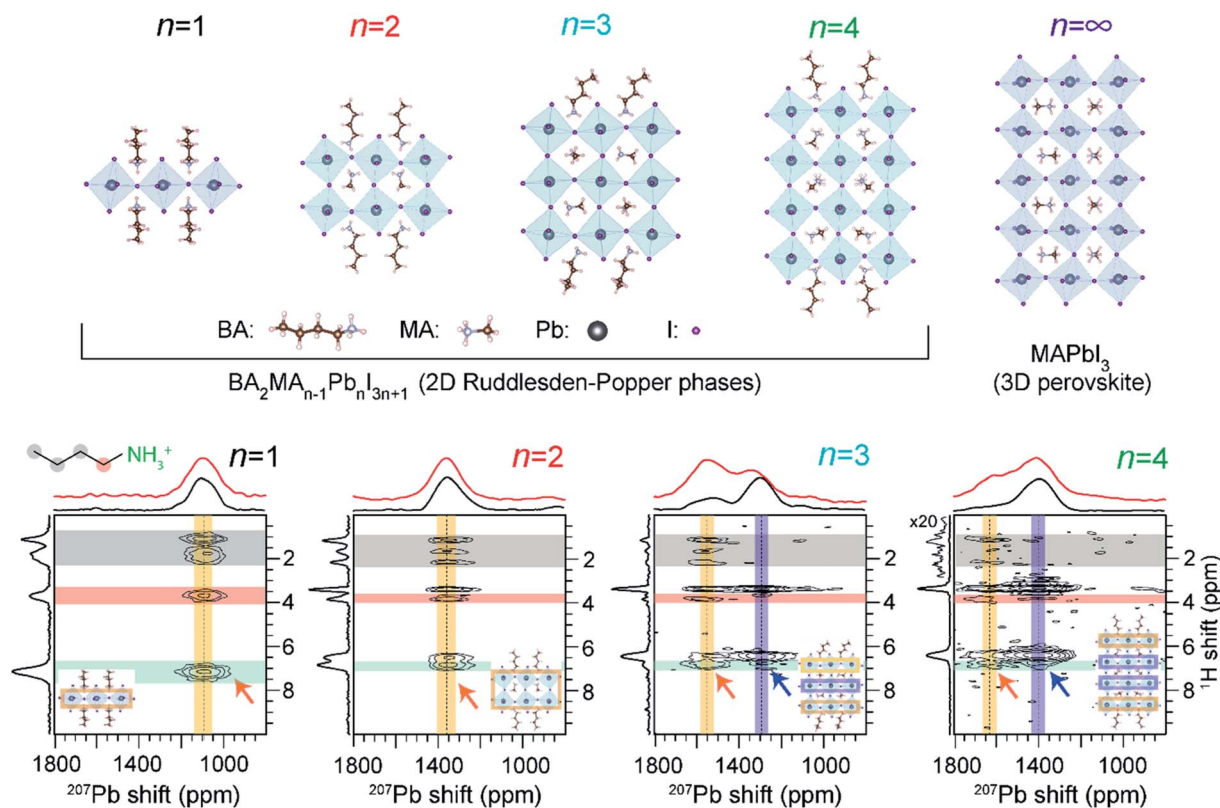 n=1
n=2
n=3
n=4
n=∞
BA: MA: Pb: I:
BA2MAn-1PbnI3n+1 (2D Ruddlesden-Popper phases)
MAPbI3
(3D perovskite)
NH3+
n=1
n=2
n=3
n=4
x20
2
4
6
8
2
4
6
8
2
4
6
8
2
4
6
8
1H shift (ppm)
1800 1400 1000
1800 1400 1000
1800 1400 1000
1800 1400 1000
207Pb shift (ppm)
207Pb shift (ppm)
207Pb shift (ppm)
207Pb shift (ppm)